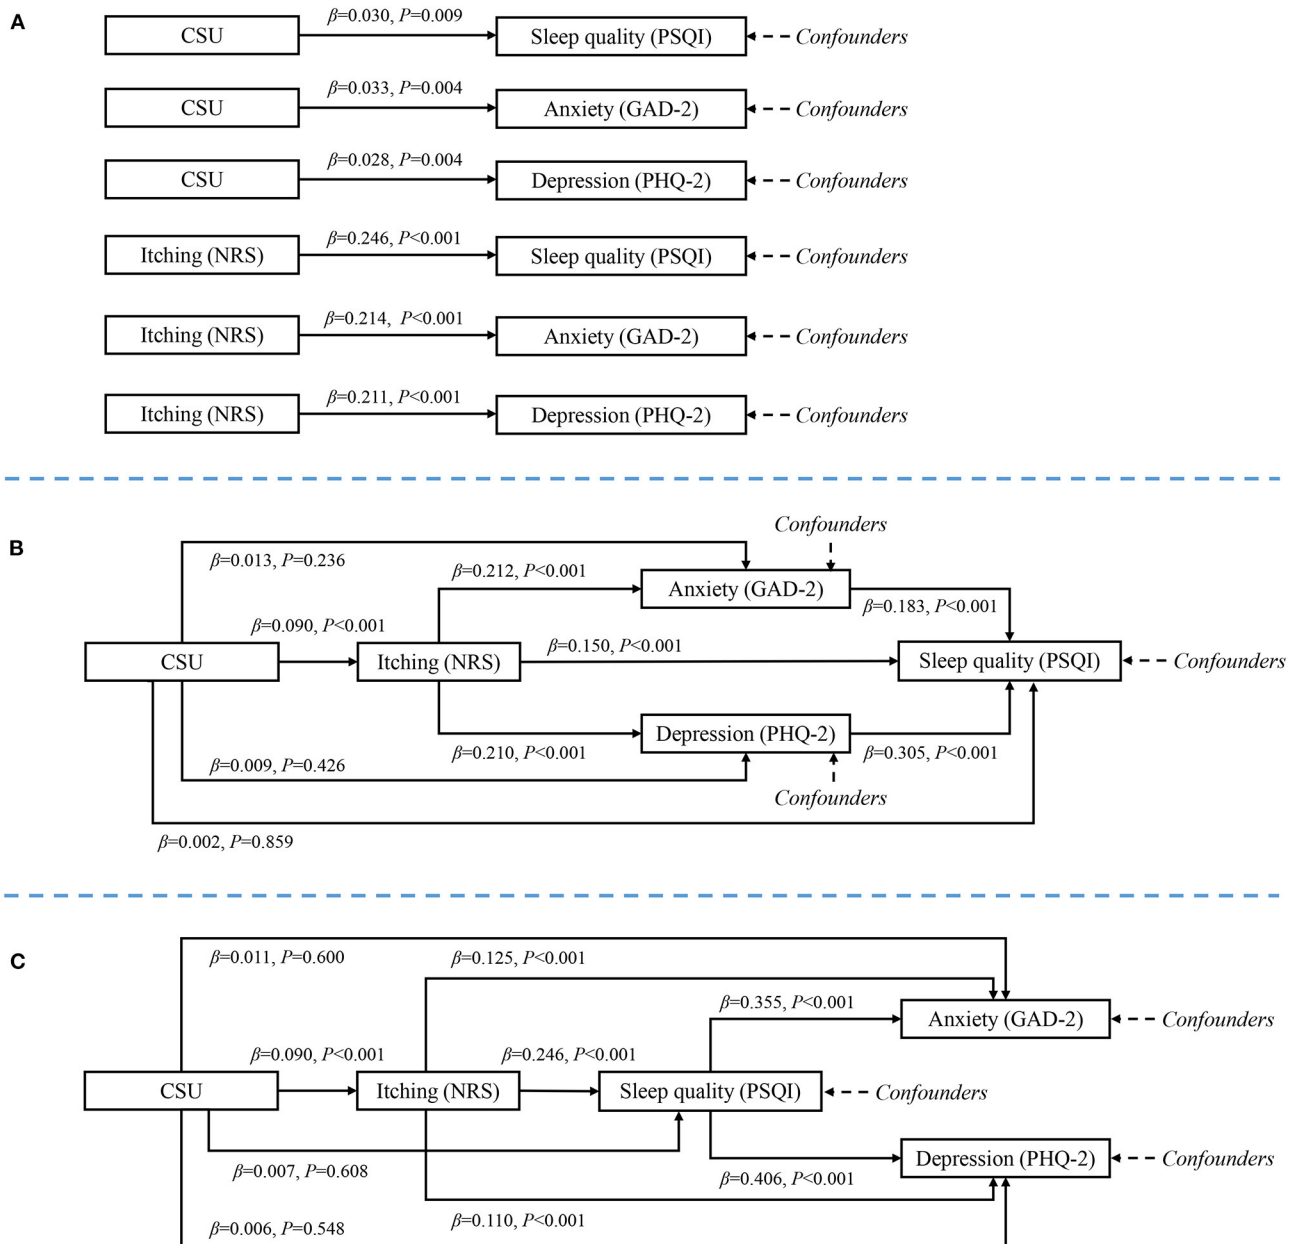 A
β=0.030, P=0.009
CSU
Sleep quality (PSQI)
Confounders
β=0.033, P=0.004
CSU
Anxiety (GAD-2)
Confounders
β=0.028, P=0.004
CSU
Depression (PHQ-2)
Confounders
β=0.246, P<0.001
Itching (NRS)
Sleep quality (PSQI)
Confounders
β=0.214, P<0.001
Itching (NRS)
Anxiety (GAD-2)
Confounders
β=0.211, P<0.001
Itching (NRS)
Depression (PHQ-2)
Confounders
B
Confounders
β=0.013, P=0.236
β=0.212, P<0.001
Anxiety (GAD-2)
β=0.183, P<0.001
β=0.090, P<0.001
β=0.150, P<0.001
CSU
Itching (NRS)
Sleep quality (PSQI)
Confounders
Depression (PHQ-2)
β=0.210, P<0.001
β=0.305, P<0.001
β=0.009, P=0.426
Confounders
β=0.002, P=0.859
C
β=0.011, P=0.600
β=0.125, P<0.001
β=0.355, P<0.001
Anxiety (GAD-2)
Confounders
β=0.090, P<0.001
β=0.246, P<0.001
CSU
Itching (NRS)
Sleep quality (PSQI)
Confounders
β=0.007, P=0.608
Depression (PHQ-2)
Confounders
β=0.406, P<0.001
β=0.006, P=0.548
β=0.110, P<0.001